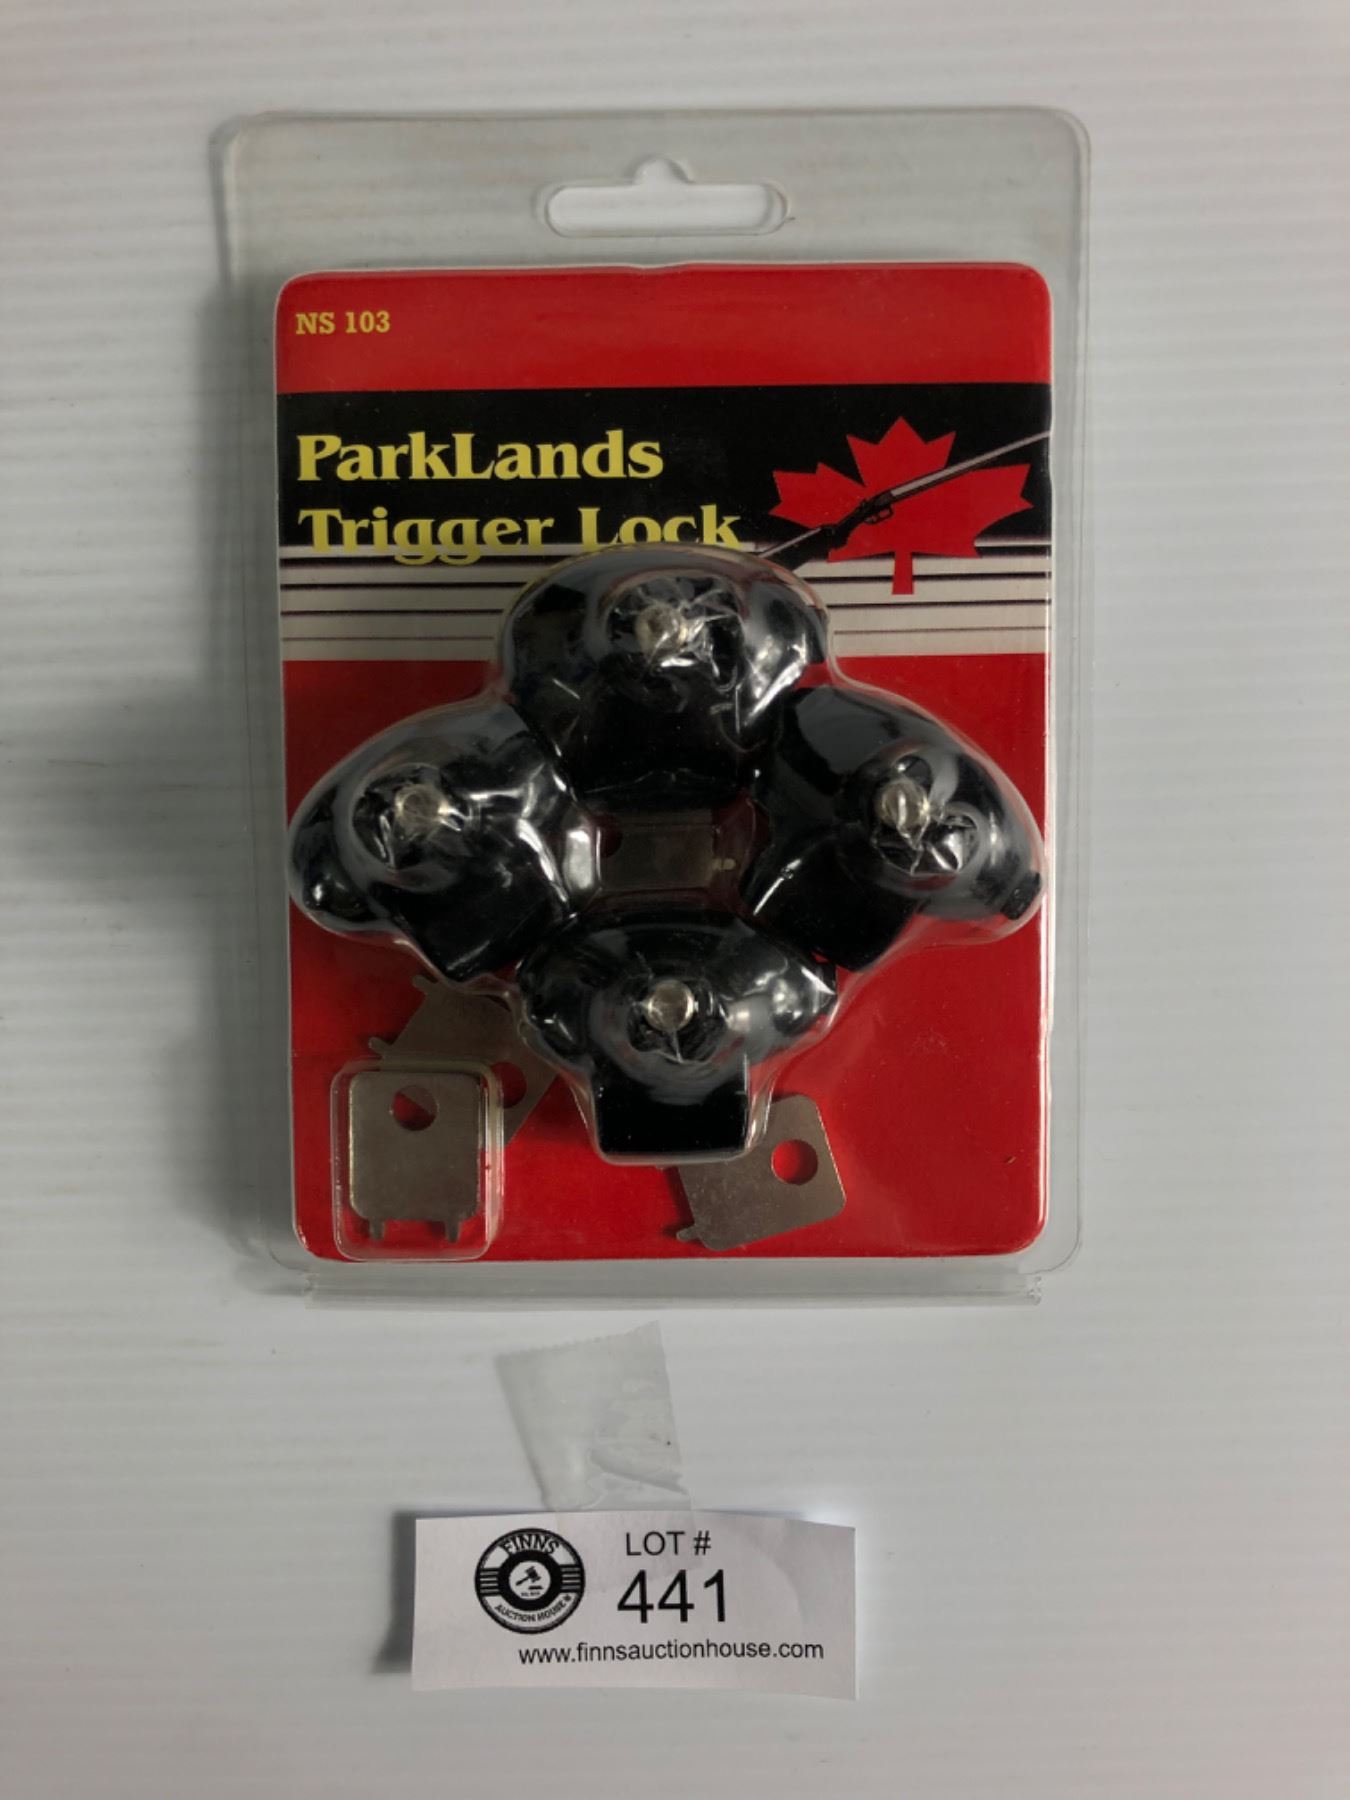 NS 103
ParkLands
Trigger Lock
FINNS
AUCTION HOUSE
LOT #
441
www.finnsauctionhouse.com